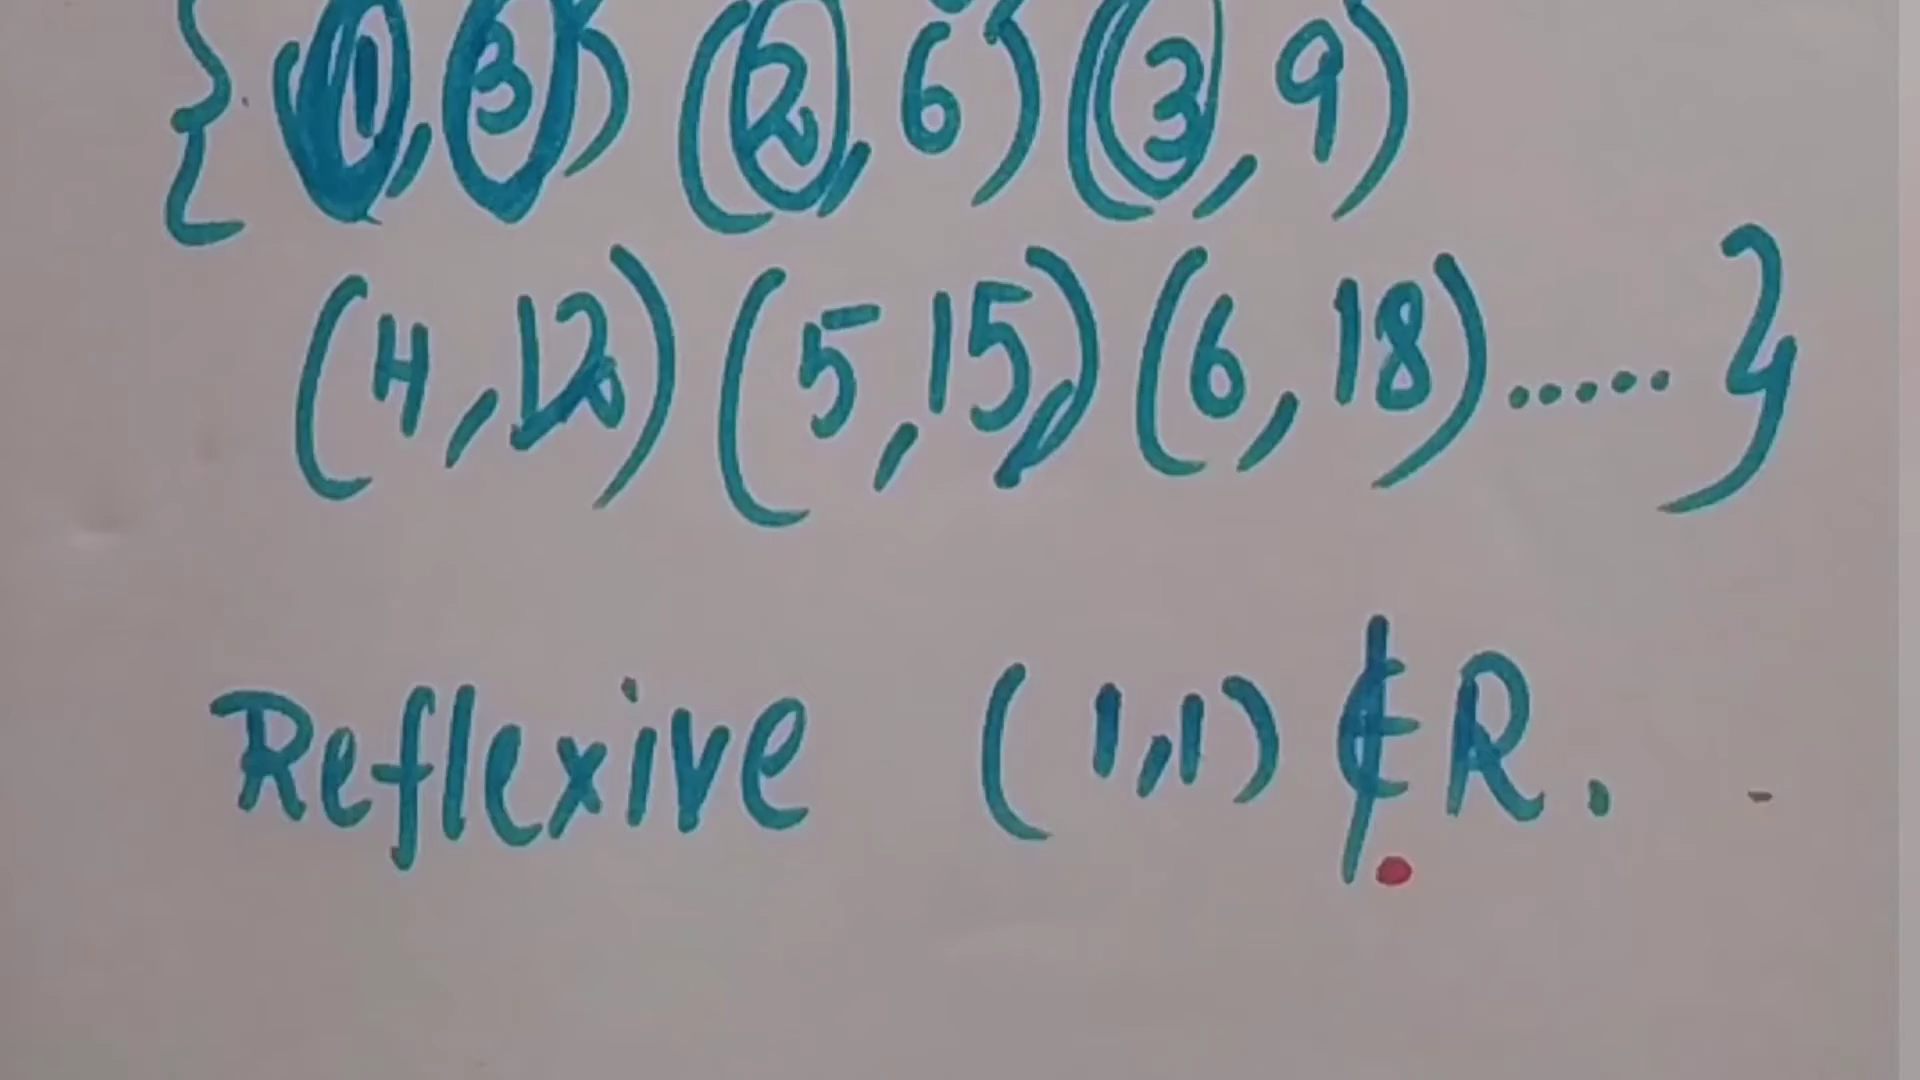 {(1,3) (2,6) (3,9)
(4,12) (5,15) (6,18).....}
Reflexive (1,1) ∉ R.